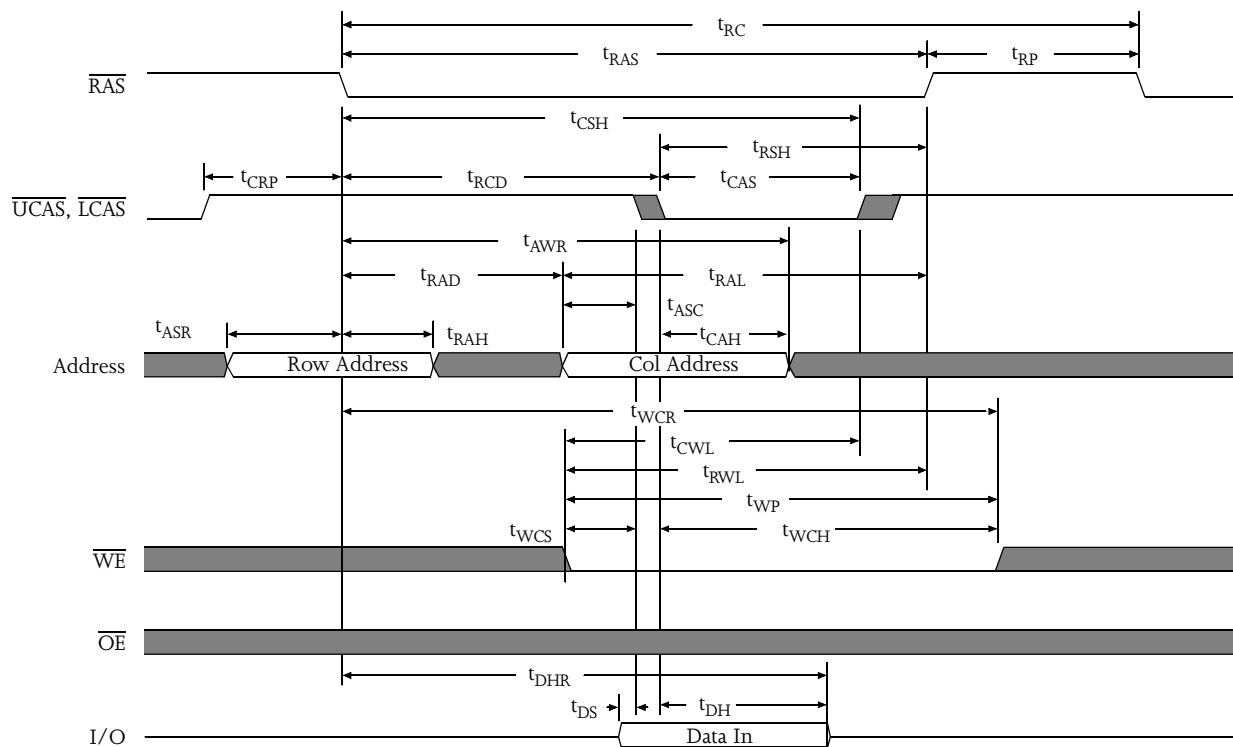 tRC
tRAS
tRP
RAS
tCSH
tRSH
tCRP
tRCD
tCAS
UCAS, LCAS
tAWR
tRAD
tRAL
tASC
tASR
tRAH
tCAH
Address
Row Address
Col Address
tWCR
tCWL
tRWL
tWP
tWCS
tWCH
WE
OE
tDHR
tDS
tDH
I/O
Data In